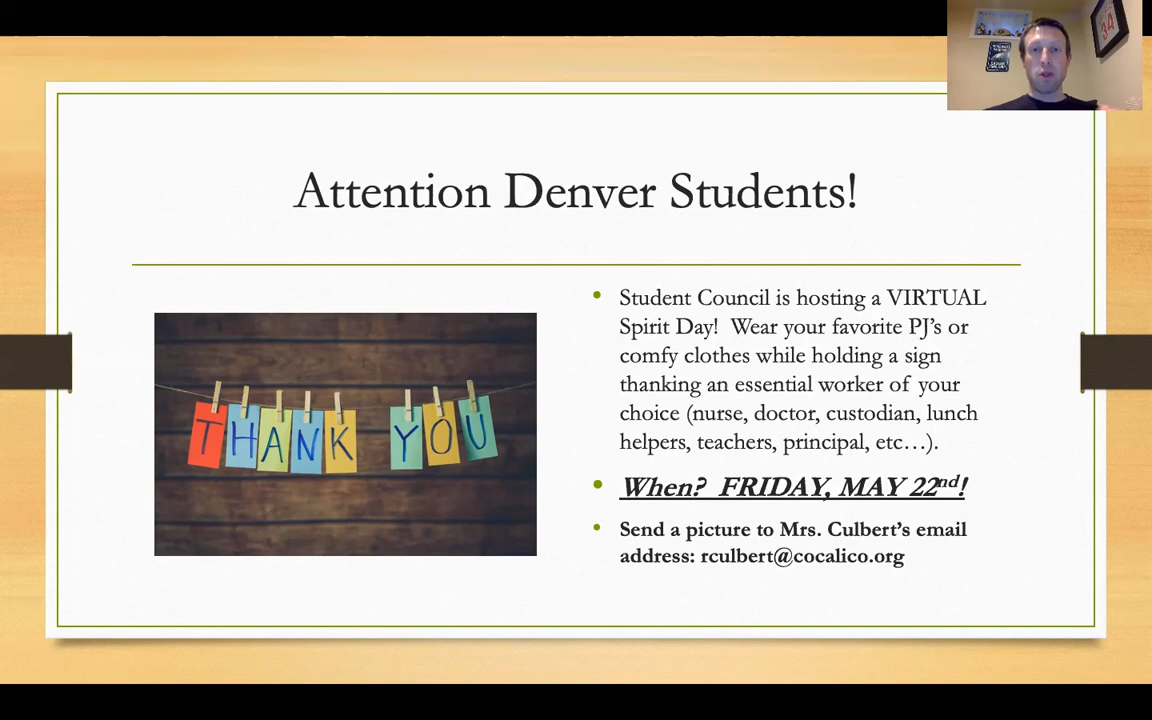 Attention Denver Students!
Student Council is hosting a VIRTUAL
Spirit Day!  Wear your favorite PJ's or
comfy clothes while holding a sign
thanking an essential worker of your
choice (nurse, doctor, custodian, lunch
helpers, teachers, principal, etc…).
When?  FRIDAY, MAY 22nd!
Send a picture to Mrs. Culbert's email
address: rculbert@cocalico.org
THANK YOU
34